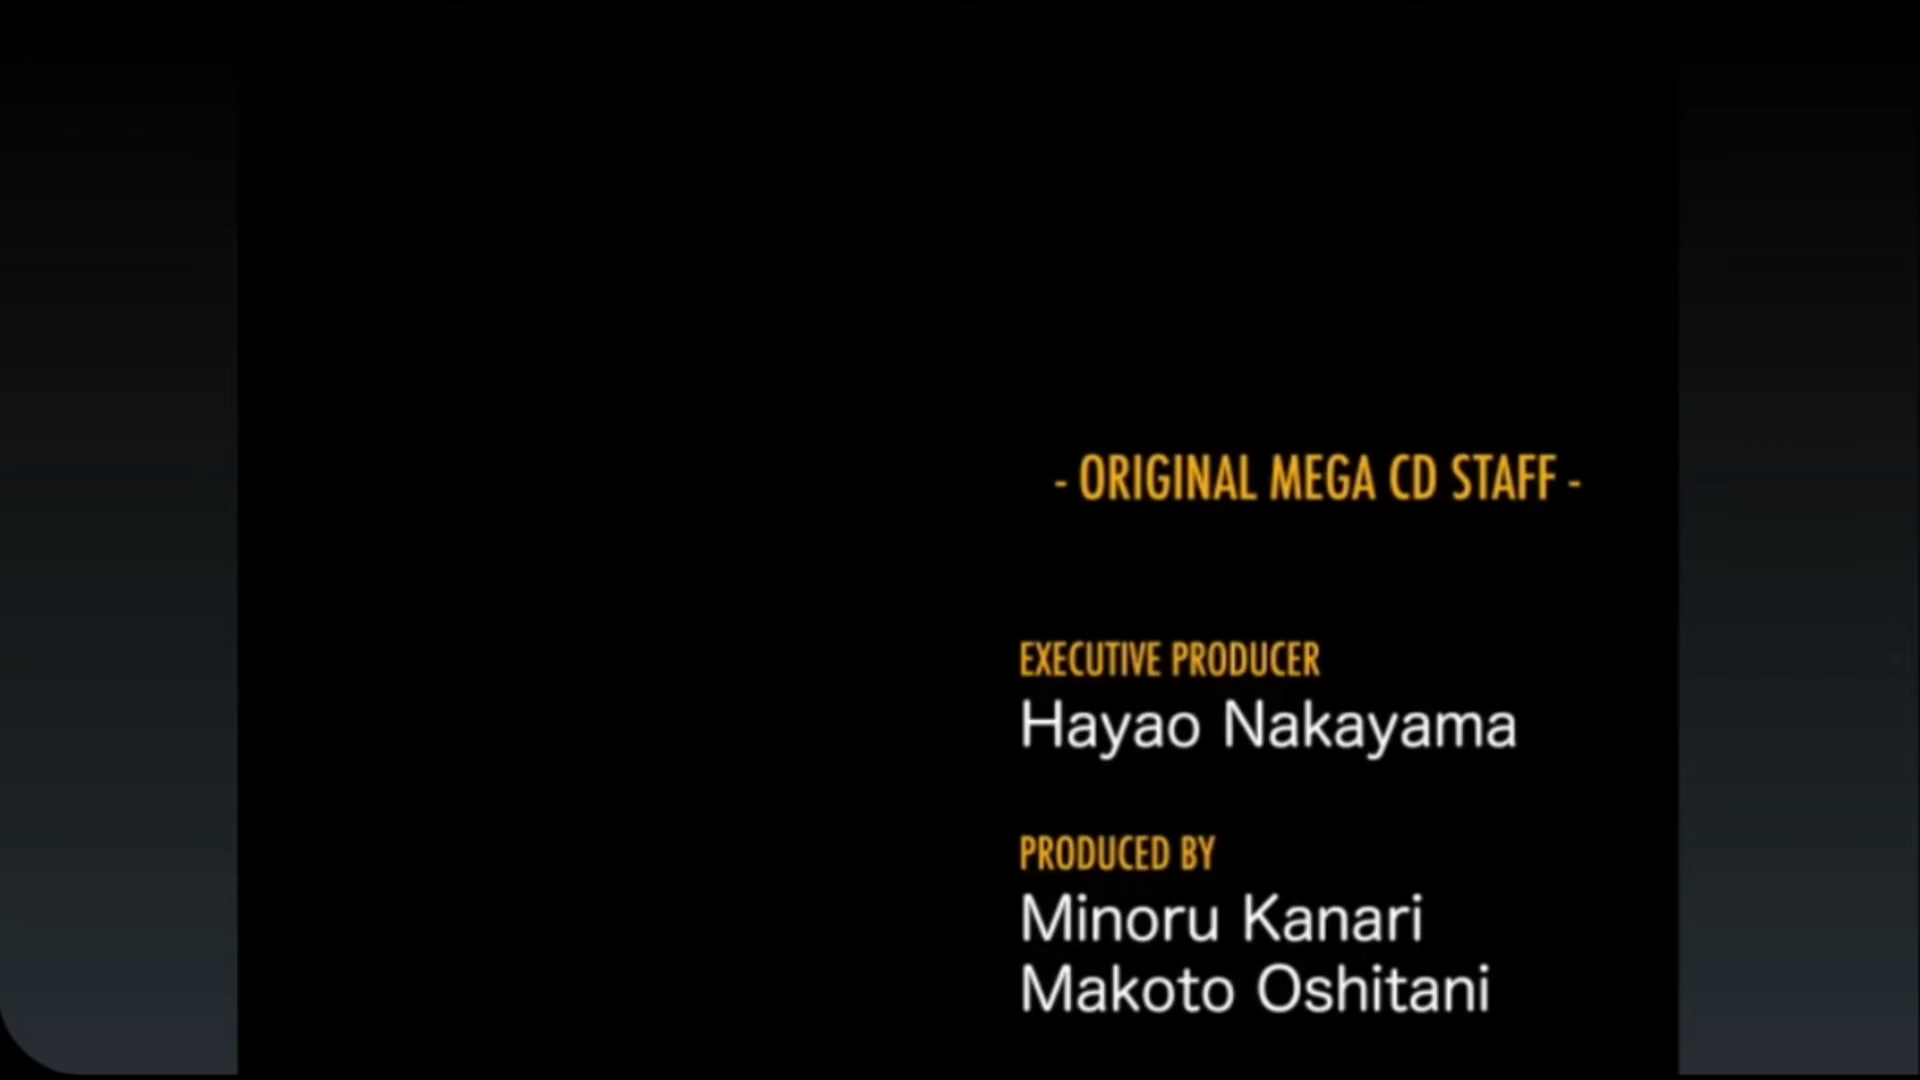 - ORIGINAL MEGA CD STAFF -
EXECUTIVE PRODUCER
Hayao Nakayama
PRODUCED BY
Minoru Kanari
Makoto Oshitani